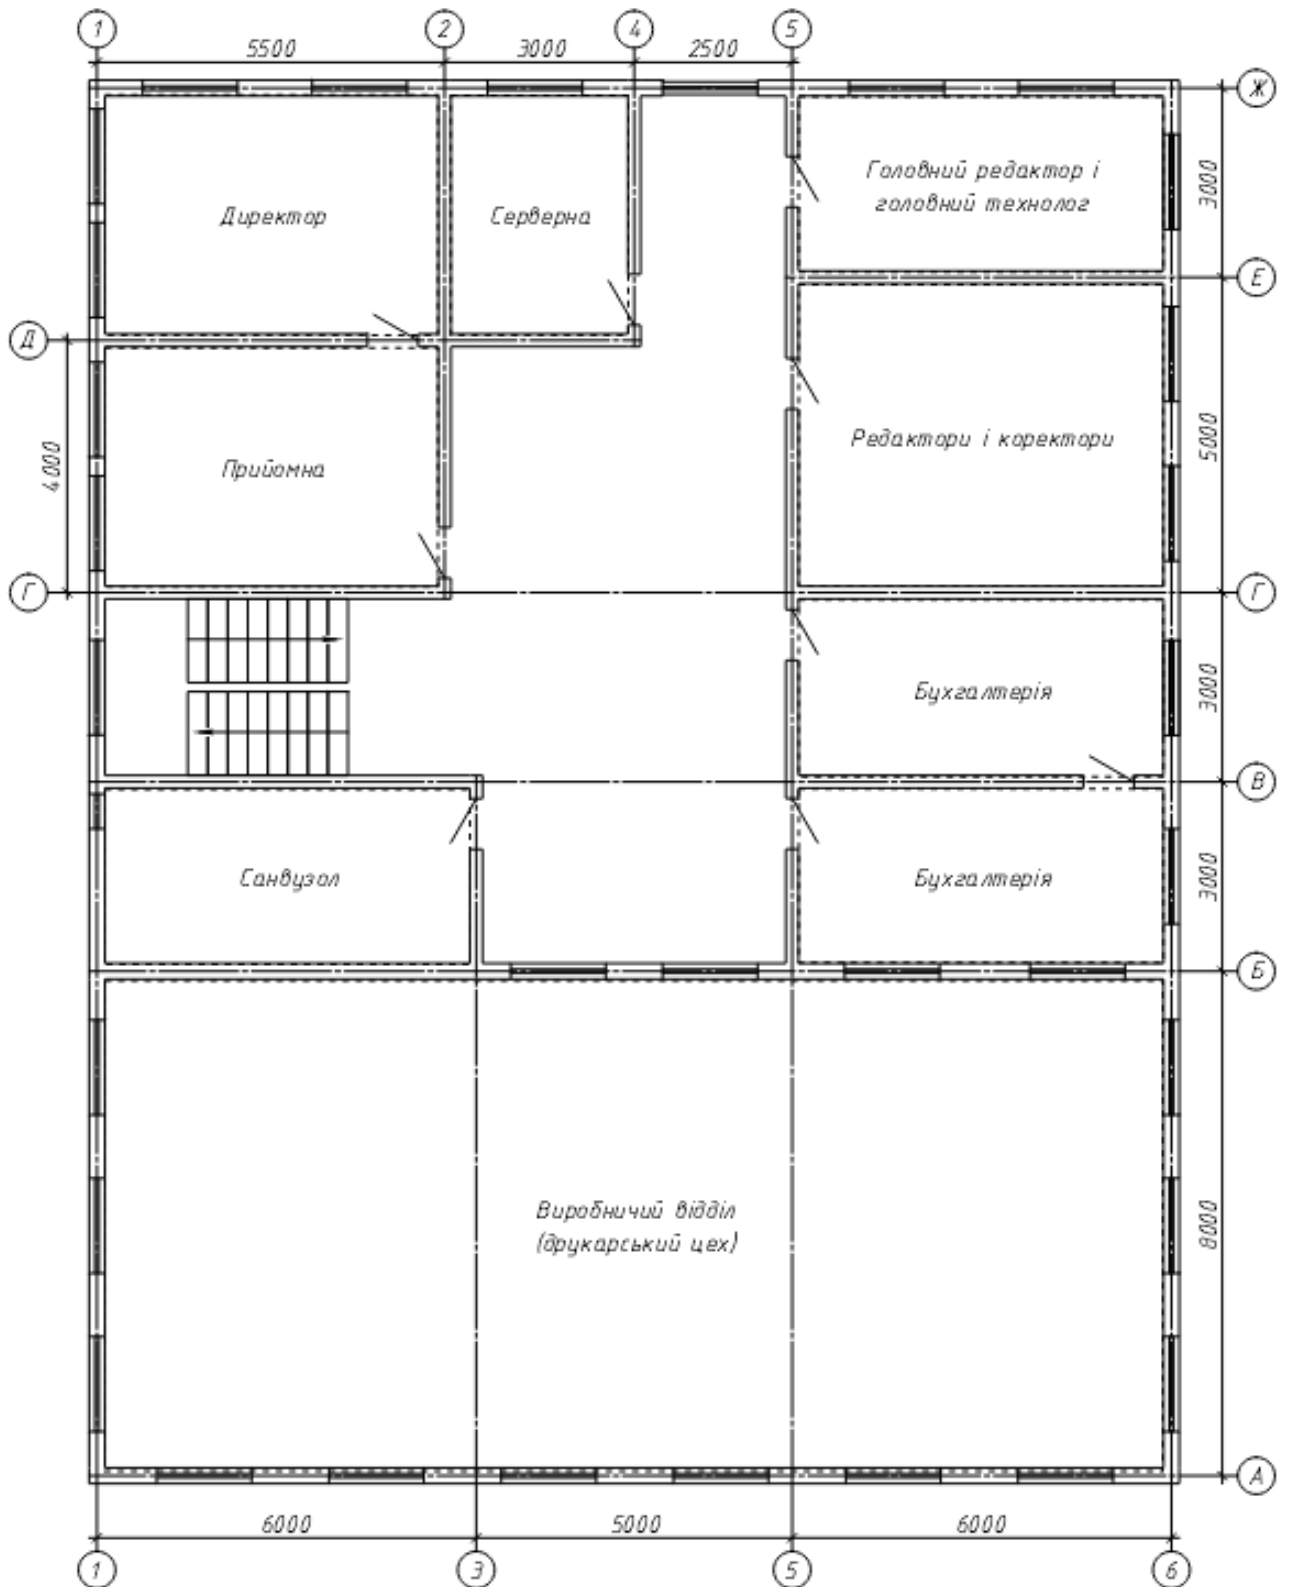 1
2
4
5
5500
3000
2500
Ж
Головний редактор і
головний технолог
3000
Директор
Серверна
Е
Д
Редактори і коректори
5000
4000
Прийомна
Г
Г
Бухгалтерія
3000
В
Санвузол
Бухгалтерія
3000
Б
Виробничий відділ
(друкарський цех)
8000
А
6000
5000
6000
1
3
5
6